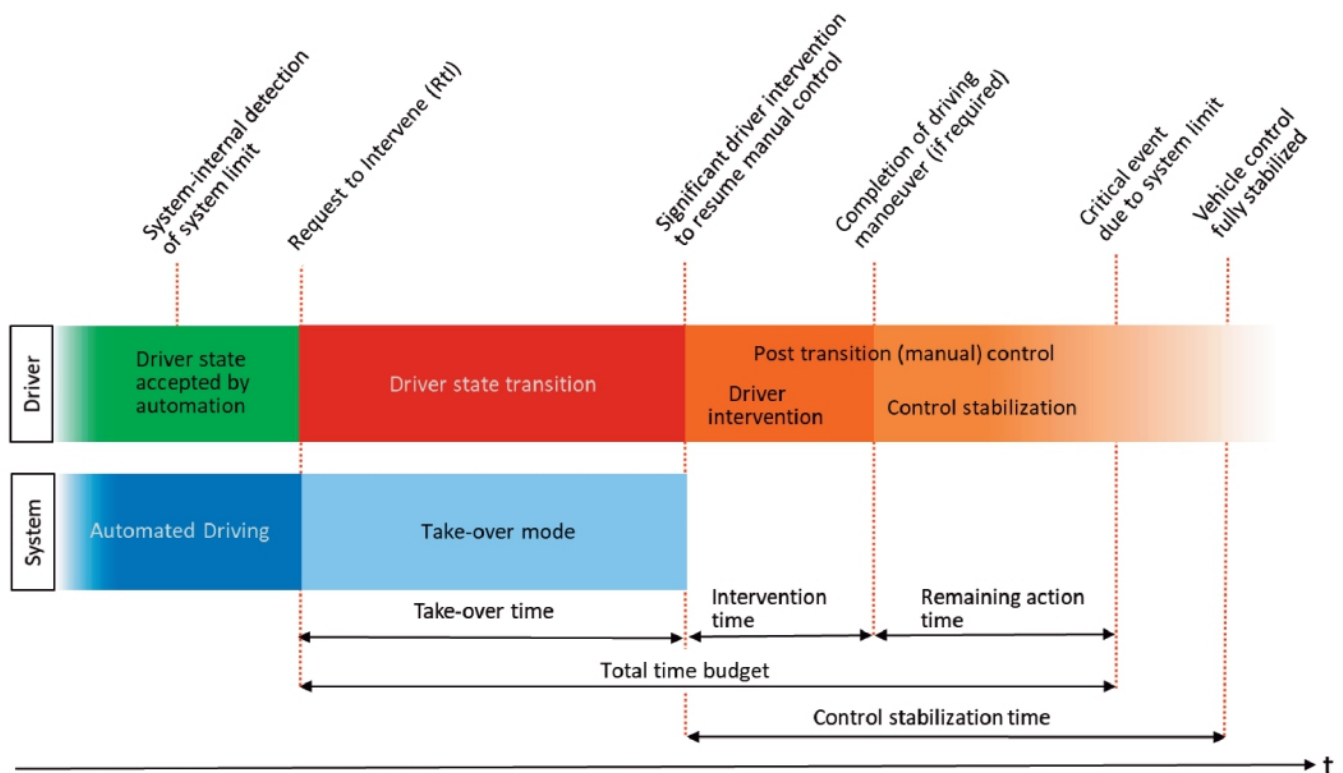 System-internal detection
of system limit
Request to Intervene (RtI)
Significant driver intervention
to resume manual control
Completion of driving
manoeuver (if required)
Critical event
due to system limit
Vehicle control
fully stabilized
Driver
Driver state
accepted by
automation
Driver state transition
Post transition (manual) control
Driver
intervention
Control stabilization
System
Automated Driving
Take-over mode
Take-over time
Intervention
time
Remaining action
time
Total time budget
Control stabilization time
t